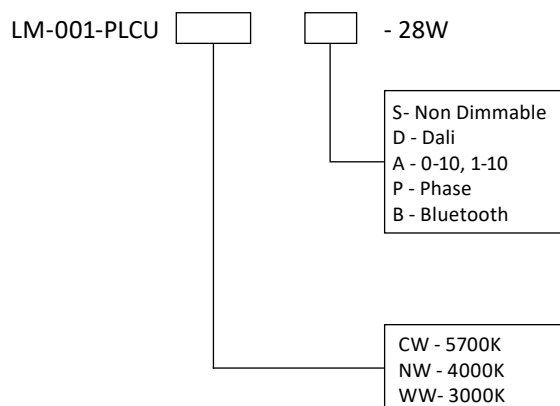 LM-001-PLCU - 28W
S- Non Dimmable
D - Dali
A - 0-10, 1-10
P - Phase
B - Bluetooth
CW - 5700K
NW - 4000K
WW- 3000K